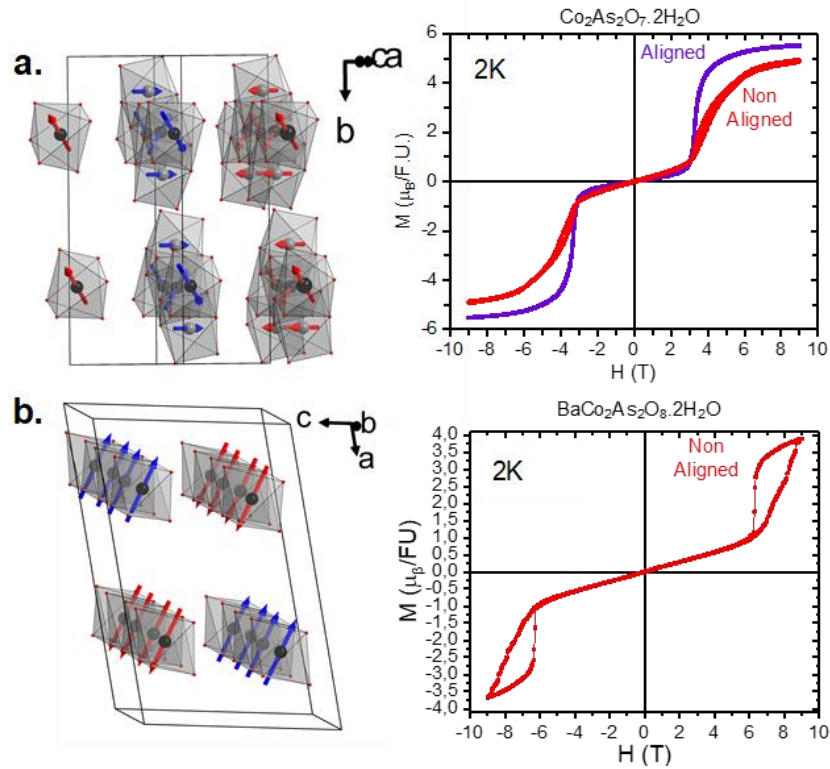 a.
ca
b
Co₂As₂O₇.2H₂O
2K
Aligned
Non
Aligned
M (μB/F.U.)
6
4
2
0
-2
-4
-6
-10 -8 -6 -4 -2 0 2 4 6 8 10
H (T)
b.
c
b
a
BaCo₂As₂O₈.2H₂O
2K
Non
Aligned
M (μβ/FU)
4,0
3,5
3,0
2,5
2,0
1,5
1,0
0,5
0,0
-0,5
-1,0
-1,5
-2,0
-2,5
-3,0
-3,5
-4,0
-10 -8 -6 -4 -2 0 2 4 6 8 10
H (T)